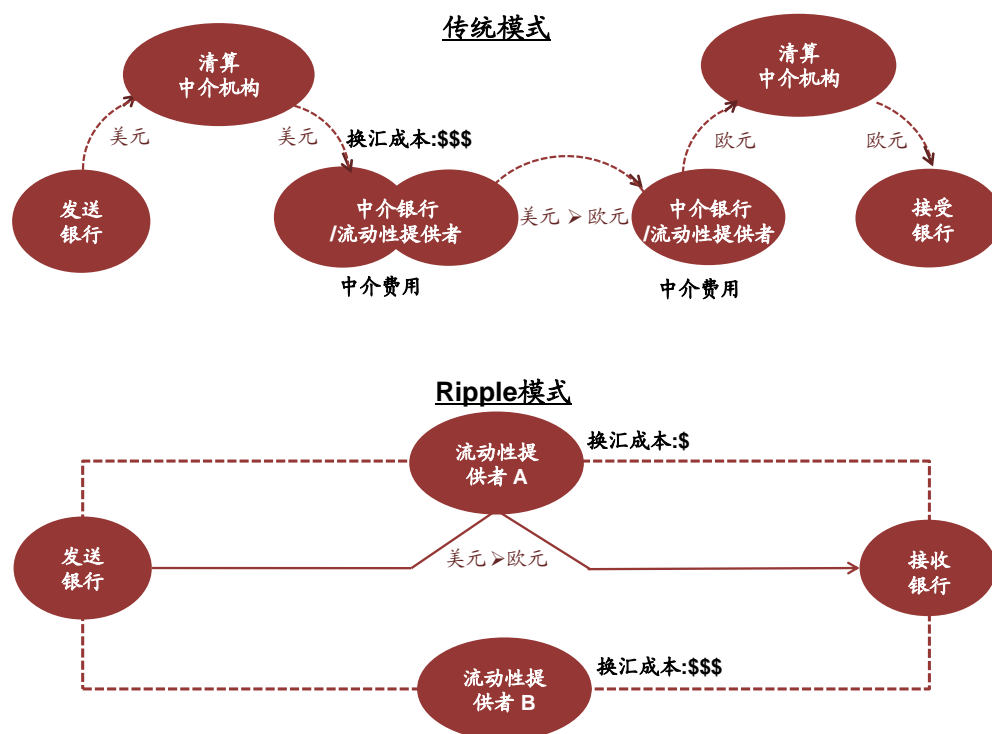 传统模式
清算
中介机构
清算
中介机构
美元
美元
换汇成本:$$$
欧元
欧元
发送
银行
中介银行
/流动性提供者
美元 ➢ 欧元
中介银行
/流动性提供者
接受
银行
中介费用
中介费用
Ripple模式
流动性提
供者 A
换汇成本:$
发送
银行
美元 ➢欧元
接收
银行
流动性提
供者 B
换汇成本:$$$